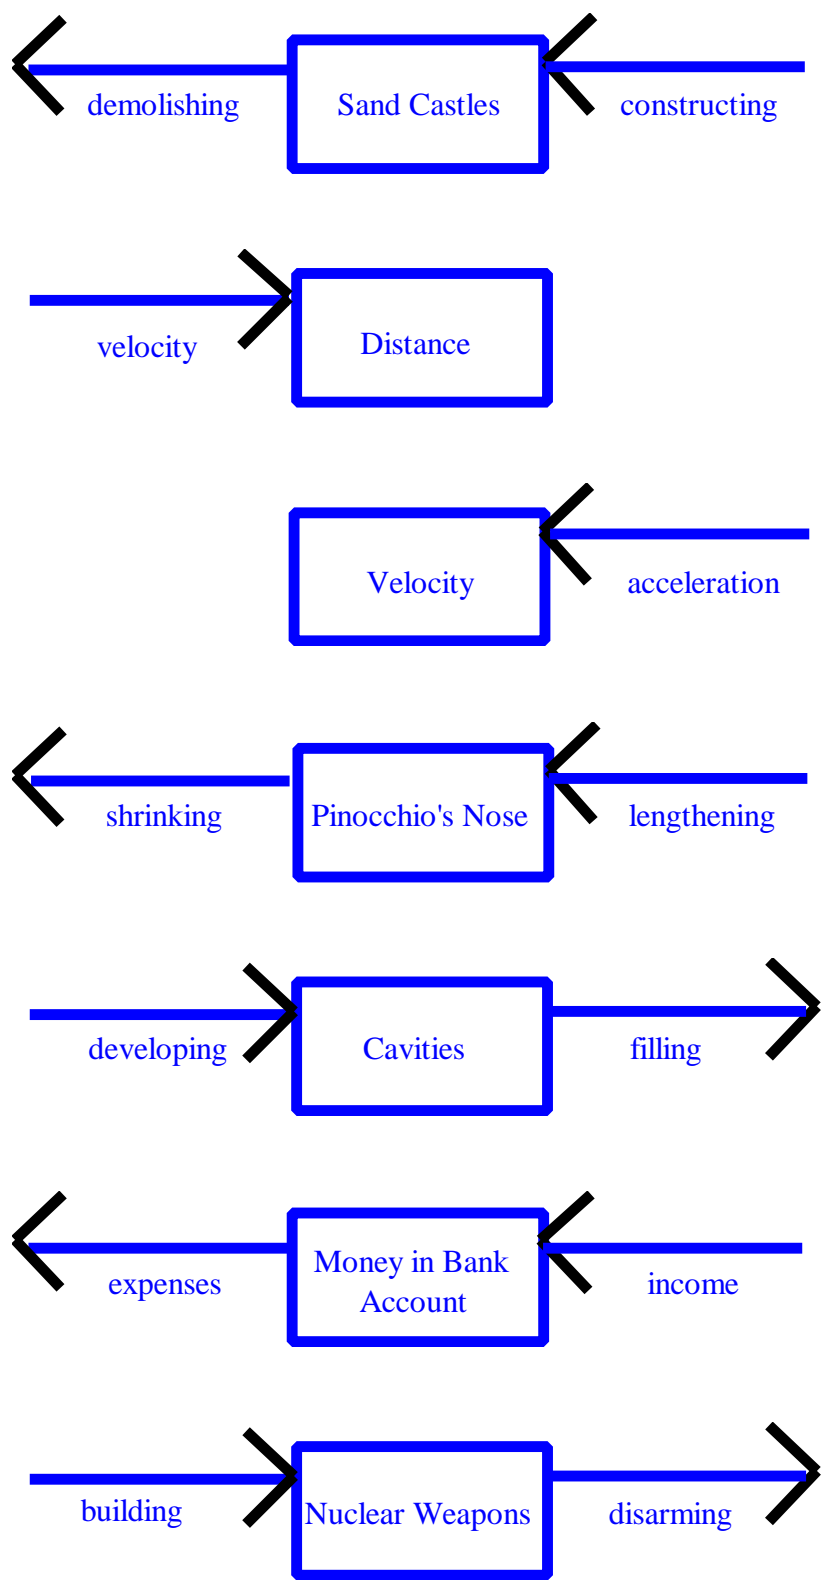 demolishing
Sand Castles
constructing
velocity
Distance
Velocity
acceleration
shrinking
Pinocchio's Nose
lengthening
developing
Cavities
filling
expenses
Money in Bank
Account
income
building
Nuclear Weapons
disarming